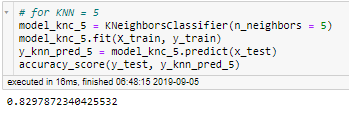 # for KNN = 5
model_knc_5 = KNeighborsClassifier(n_neighbors = 5)
model_knc_5.fit(X_train, y_train)
y_knn_pred_5 = model_knc_5.predict(x_test)
accuracy_score(y_test, y_knn_pred_5)
executed in 16ms, finished 06:48:15 2019-09-05
0.8297872340425532